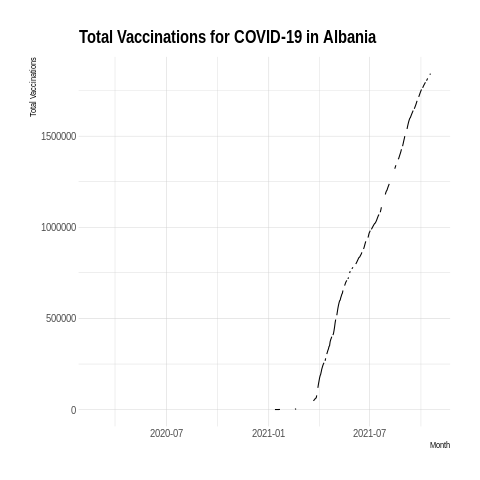 Total Vaccinations for COVID-19 in Albania
Total Vaccinations
1500000
1000000
500000
0
2020-07 2021-01 2021-07
Month